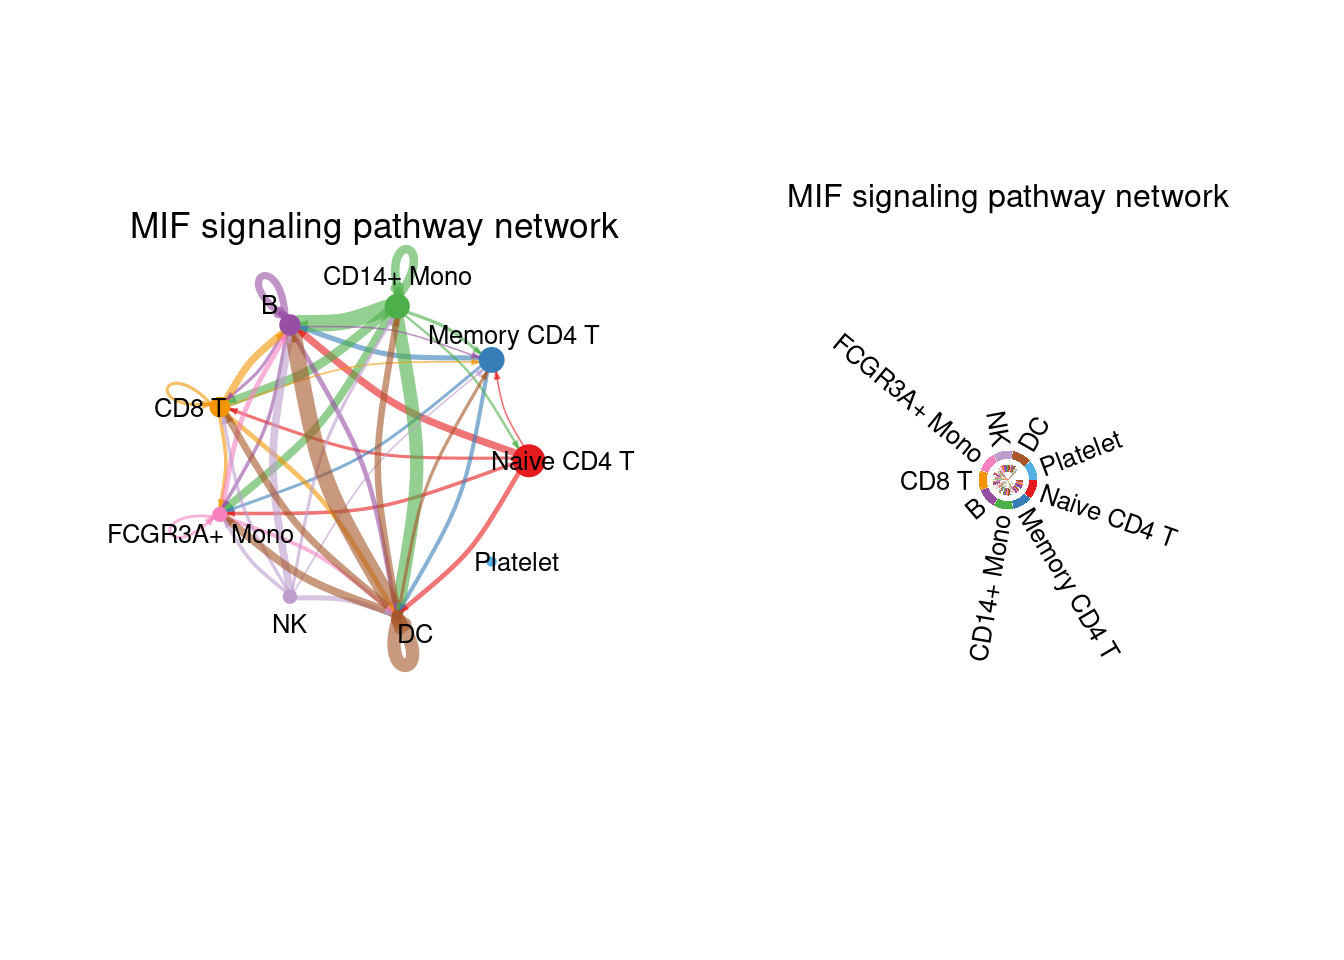 MIF signaling pathway network
CD14+ Mono
B
Memory CD4 T
CD8 T
Naive CD4 T
FCGR3A+ Mono
Platelet
NK
DC
MIF signaling pathway network
FCGR3A+ Mono
NK
DC
Platelet
CD8 T
Naive CD4 T
B
CD14+ Mono
Memory CD4 T